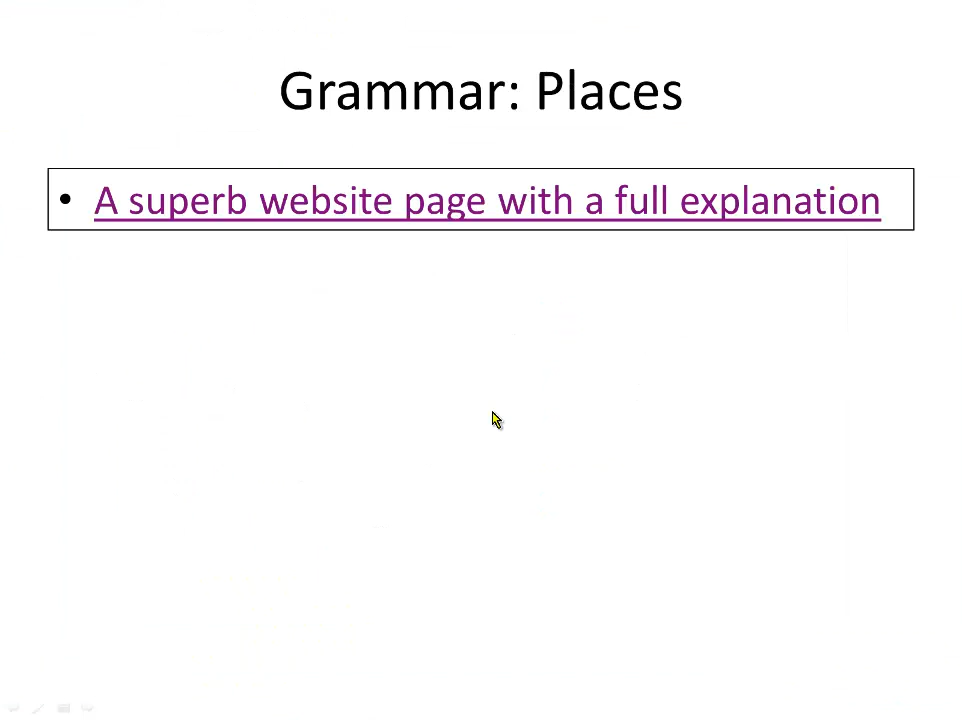 Grammar: Places
• A superb website page with a full explanation